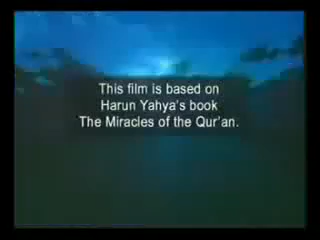 This film is based on
Harun Yahya's book
The Miracles of the Qur'an.